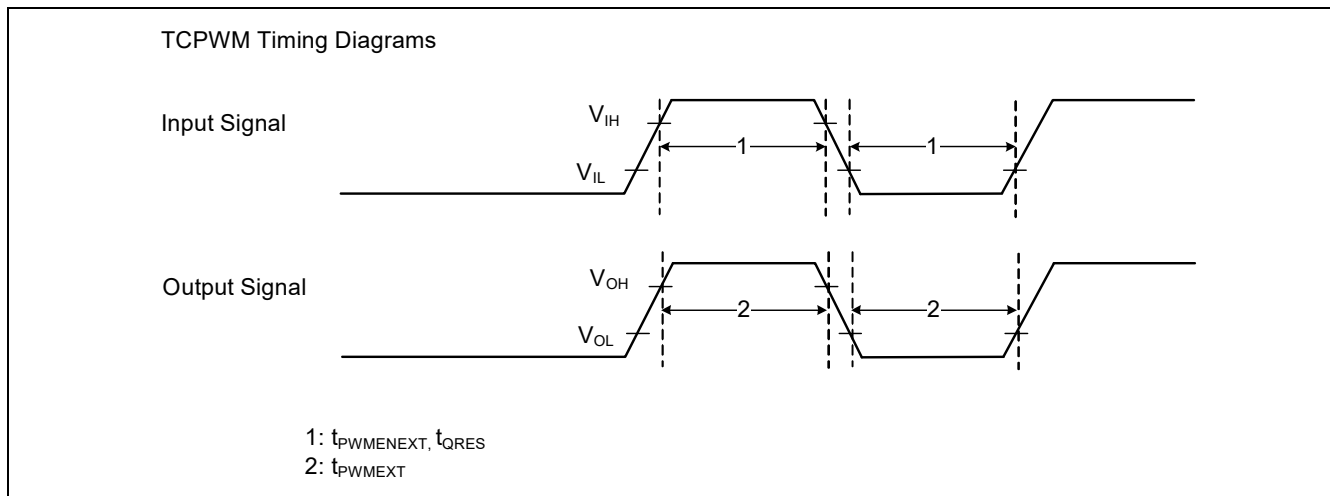 TCPWM Timing Diagrams
Input Signal
VIH
VIL
1
1
Output Signal
VOH
VOL
2
2
1: tPWMENEXT, tQRES
2: tPWMEXT